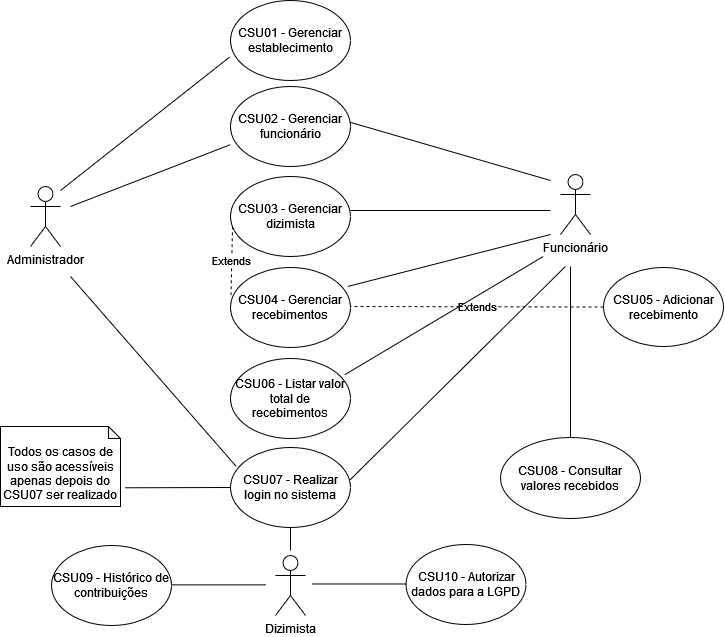 CSU01 - Gerenciar
establecimento
CSU02 - Gerenciar
funcionário
CSU03 - Gerenciar
dizimista
Administrador
Funcionário
Extends
CSU04 - Gerenciar
recebimentos
Extends
CSU05 - Adicionar
recebimento
CSU06 - Listar valor
total de
recebimentos
Todos os casos de
uso são acessíveis
apenas depois do
CSU07 ser realizado
CSU07 - Realizar
login no sistema
CSU08 - Consultar
valores recebidos
CSU09 - Histórico de
contribuições
CSU10 - Autorizar
dados para a LGPD
Dizimista